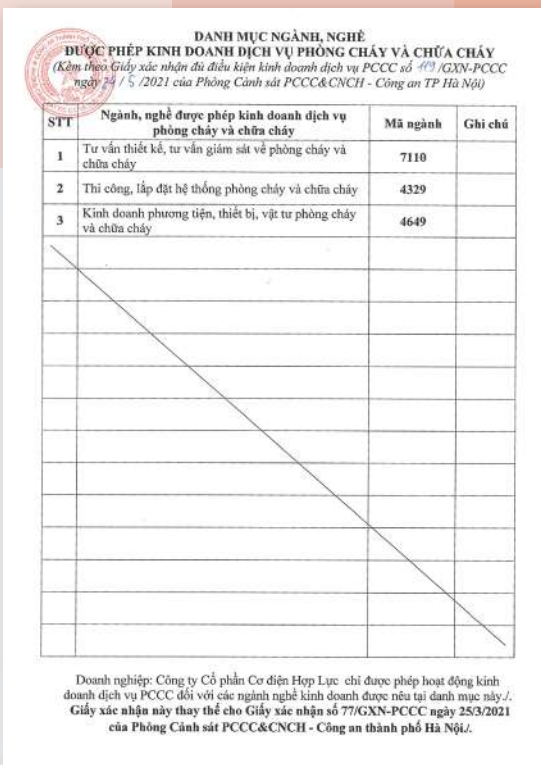 DANH MỤC NGÀNH, NGHỀ
ĐƯỢC PHÉP KINH DOANH DỊCH VỤ PHÒNG CHÁY VÀ CHỮA CHÁY
(Kèm theo Giấy xác nhận đủ điều kiện kinh doanh dịch vụ PCCC số 119 /GXN-PCCC
ngày 24 / 5 /2021 của Phòng Cảnh sát PCCC&CNCH - Công an TP Hà Nội)
STT Ngành, nghề được phép kinh doanh dịch vụ phòng cháy và chữa cháy Mã ngành Ghi chú
1 Tư vấn thiết kế, tư vấn giám sát về phòng cháy và chữa cháy 7110
2 Thi công, lắp đặt hệ thống phòng cháy và chữa cháy 4329
3 Kinh doanh phương tiện, thiết bị, vật tư phòng cháy và chữa cháy 4649
Doanh nghiệp: Công ty Cổ phần Cơ điện Hợp Lực chỉ được phép hoạt động kinh
doanh dịch vụ PCCC đối với các ngành nghề kinh doanh được nêu tại danh mục này./.
Giấy xác nhận này thay thế cho Giấy xác nhận số 77/GXN-PCCC ngày 25/3/2021
của Phòng Cảnh sát PCCC&CNCH - Công an thành phố Hà Nội./.